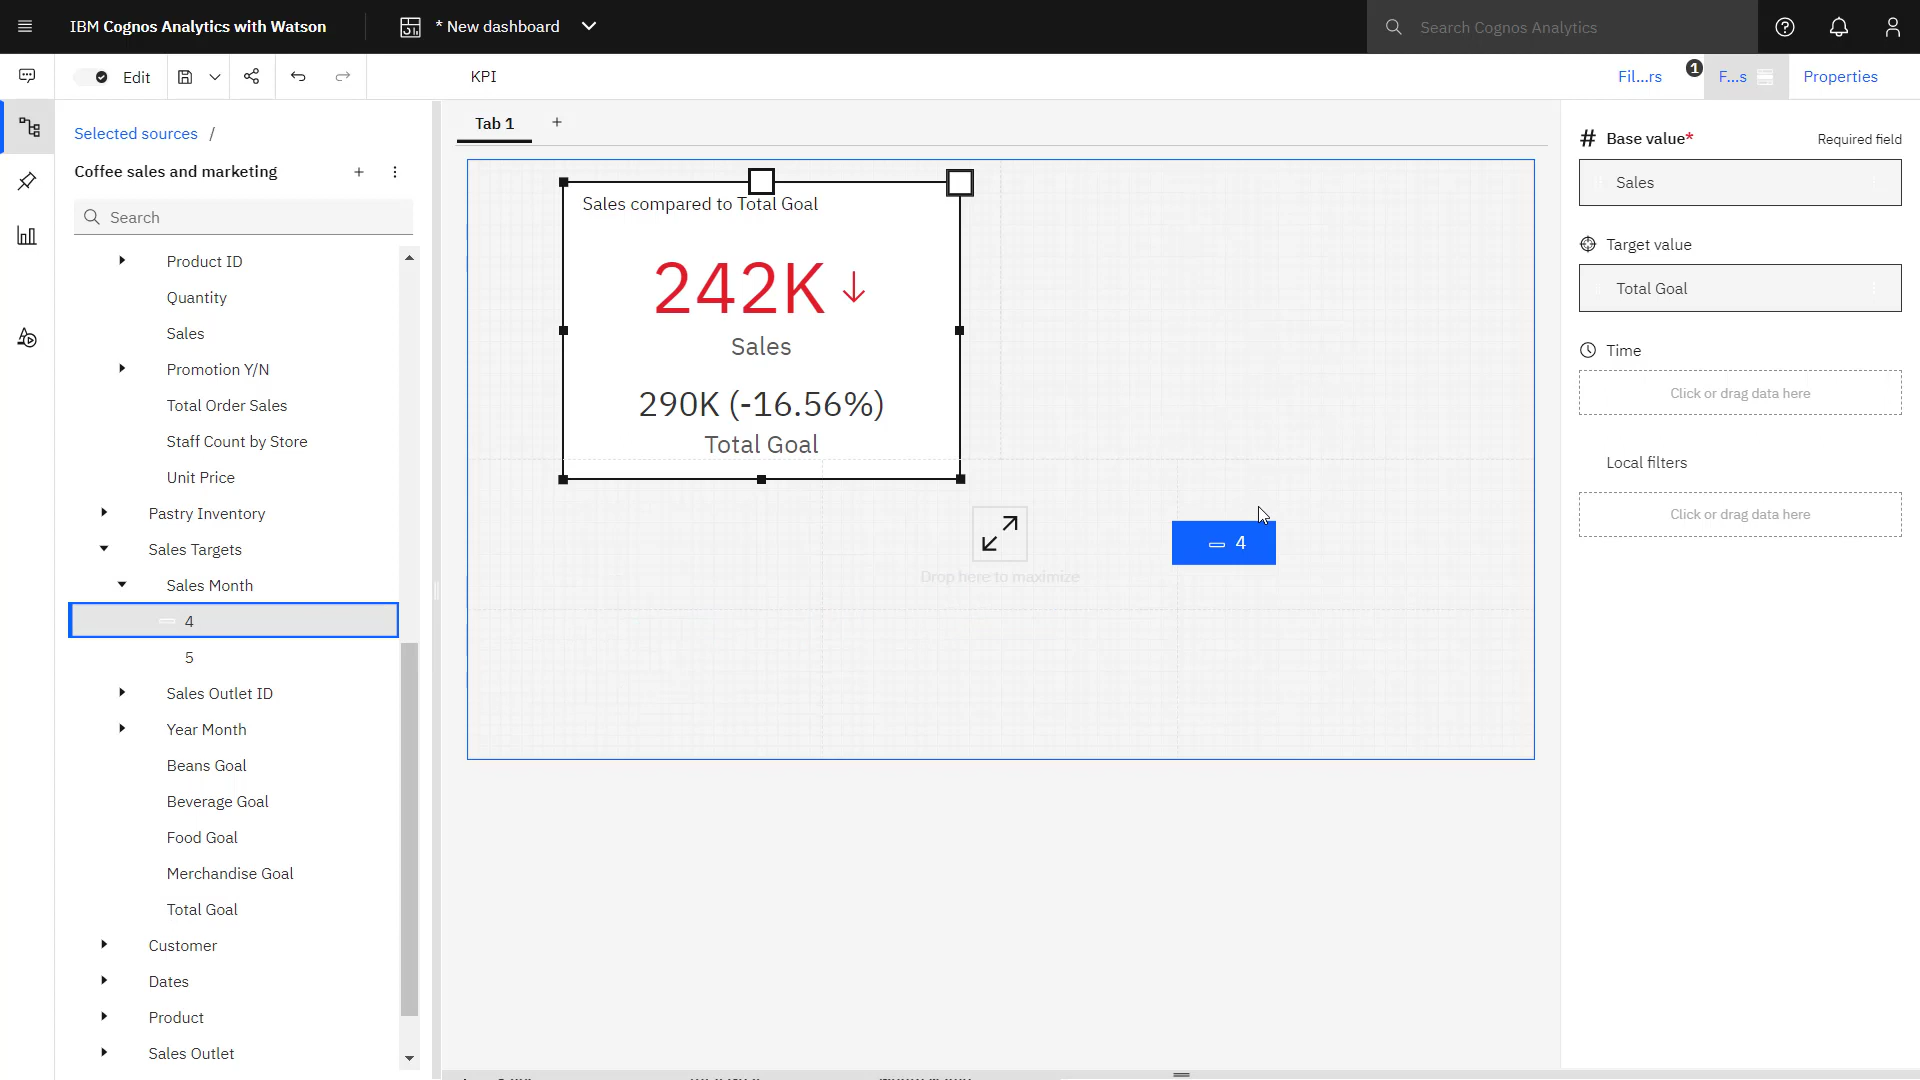 IBM Cognos Analytics with Watson
* New dashboard
Search Cognos Analytics
Edit
KPI
Fil...rs
1
F...s
Properties
Selected sources /
Coffee sales and marketing
Search
Product ID
Quantity
Sales
Promotion Y/N
Total Order Sales
Staff Count by Store
Unit Price
Pastry Inventory
Sales Targets
Sales Month
4
5
Sales Outlet ID
Year Month
Beans Goal
Beverage Goal
Food Goal
Merchandise Goal
Total Goal
Customer
Dates
Product
Sales Outlet
Tab 1
Sales compared to Total Goal
242K
Sales
290K (-16.56%)
Total Goal
Drop here to maximize
4
Base value*
Required field
Sales
Target value
Total Goal
Time
Click or drag data here
Local filters
Click or drag data here